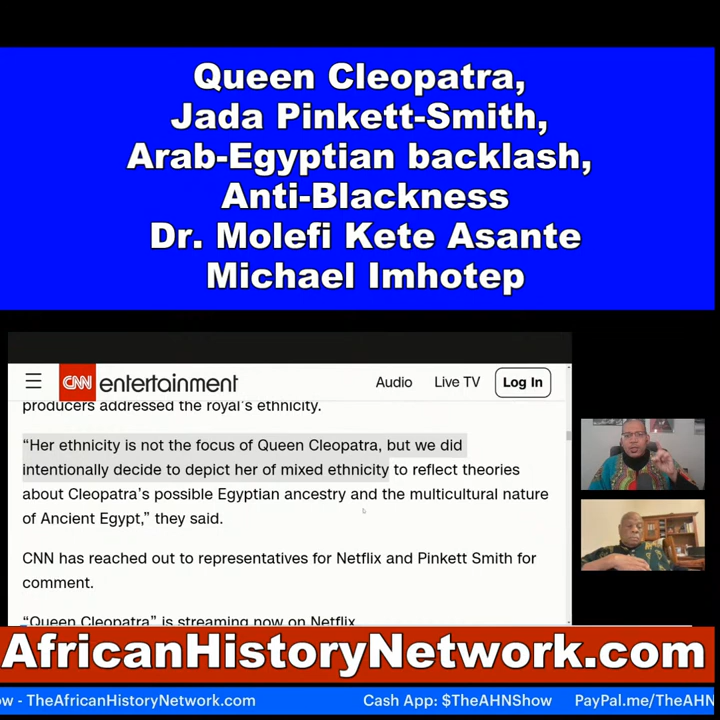 Queen Cleopatra,
Jada Pinkett-Smith,
Arab-Egyptian backlash,
Anti-Blackness
Dr. Molefi Kete Asante
Michael Imhotep
CNN entertainment Audio Live TV Log In
producers addressed the royal's ethnicity.
“Her ethnicity is not the focus of Queen Cleopatra, but we did
intentionally decide to depict her of mixed ethnicity to reflect theories
about Cleopatra’s possible Egyptian ancestry and the multicultural nature
of Ancient Egypt,” they said.
CNN has reached out to representatives for Netflix and Pinkett Smith for
comment.
“Queen Cleopatra” is streaming now on Netflix.
AfricanHistoryNetwork.com
ow - TheAfricanHistoryNetwork.com Cash App: $TheAHNShow PayPal.me/TheAHN